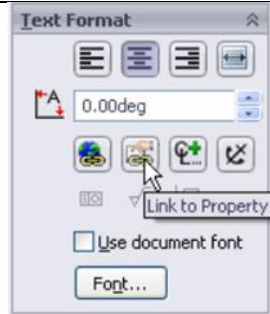 Text Format
0.00deg
Link to Property
Use document font
Font...